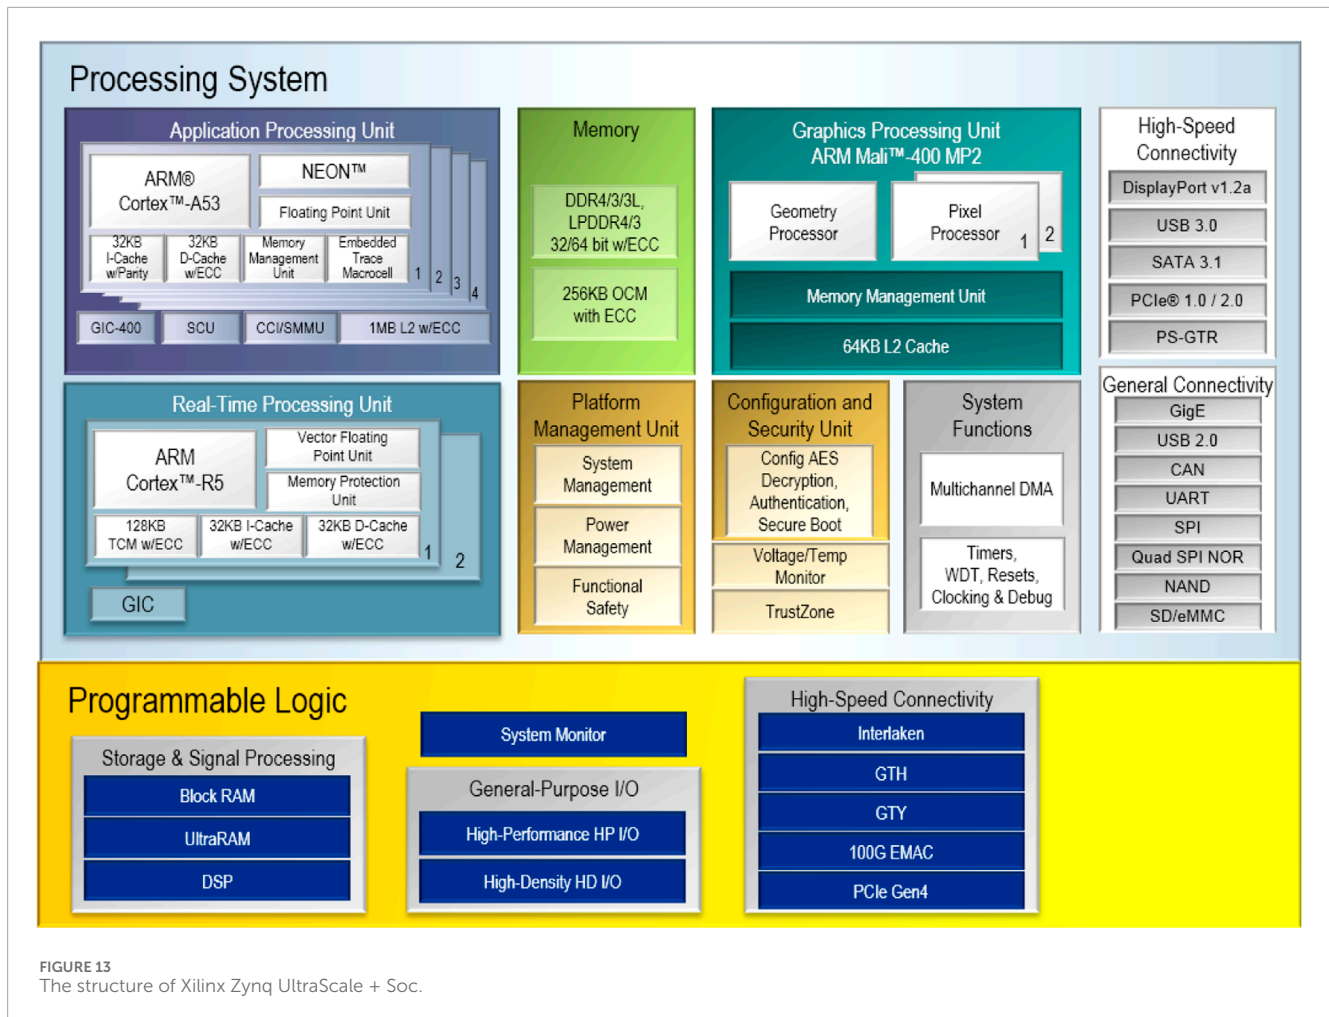 Processing System
Application Processing Unit
ARM®
Cortex™-A53
NEON™
Floating Point Unit
32KB
I-Cache
w/Parity
32KB
D-Cache
w/ECC
Memory
Management
Unit
Embedded
Trace
Macrocell
1
2
3
4
GIC-400
SCU
CCI/SMMU
1MB L2 w/ECC
Memory
DDR4/3/3L,
LPDDR4/3
32/64 bit w/ECC
256KB OCM
with ECC
Graphics Processing Unit
ARM Mali™-400 MP2
Geometry
Processor
Pixel
Processor
1
2
Memory Management Unit
64KB L2 Cache
High-Speed
Connectivity
DisplayPort v1.2a
USB 3.0
SATA 3.1
PCIe® 1.0 / 2.0
PS-GTR
Real-Time Processing Unit
ARM
Cortex™-R5
Vector Floating
Point Unit
Memory Protection
Unit
128KB
TCM w/ECC
32KB I-Cache
w/ECC
32KB D-Cache
w/ECC
1
2
GIC
Platform
Management Unit
System
Management
Power
Management
Functional
Safety
Configuration and
Security Unit
Config AES
Decryption,
Authentication,
Secure Boot
Voltage/Temp
Monitor
TrustZone
System
Functions
Multichannel DMA
Timers,
WDT, Resets,
Clocking & Debug
General Connectivity
GigE
USB 2.0
CAN
UART
SPI
Quad SPI NOR
NAND
SD/eMMC
Programmable Logic
Storage & Signal Processing
Block RAM
UltraRAM
DSP
System Monitor
General-Purpose I/O
High-Performance HP I/O
High-Density HD I/O
High-Speed Connectivity
Interlaken
GTH
GTY
100G EMAC
PCIe Gen4
FIGURE 13
The structure of Xilinx Zynq UltraScale + Soc.